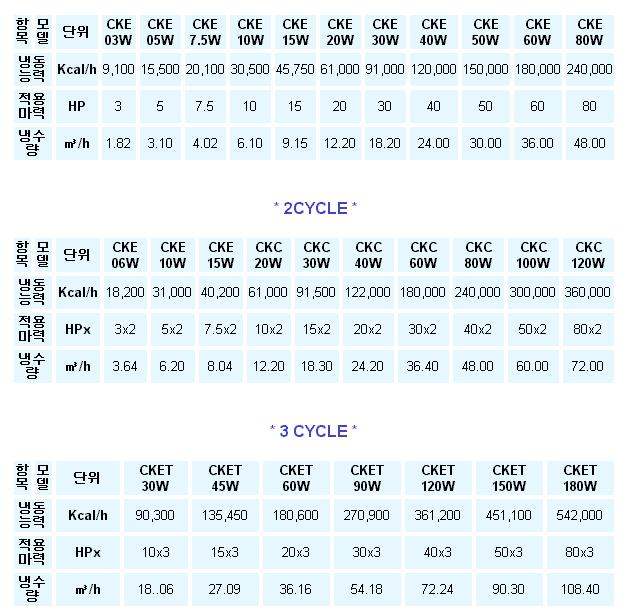 항목 모델 단위 CKE 03W CKE 05W CKE 7.5W CKE 10W CKE 15W CKE 20W CKE 30W CKE 40W CKE 50W CKE 60W CKE 80W
냉동능력 Kcal/h 9,100 15,500 20,100 30,500 45,750 61,000 91,000 120,000 150,000 180,000 240,000
적용마력 HP 3 5 7.5 10 15 20 30 40 50 60 80
냉수량 m³/h 1.82 3.10 4.02 6.10 9.15 12.20 18.20 24.00 30.00 36.00 48.00
* 2CYCLE *
항목 모델 단위 CKE 06W CKE 10W CKE 15W CKC 20W CKC 30W CKC 40W CKC 60W CKC 80W CKC 100W CKC 120W
냉동능력 Kcal/h 18,200 31,000 40,200 61,000 91,500 122,000 180,000 240,000 300,000 360,000
적용마력 HPx 3x2 5x2 7.5x2 10x2 15x2 20x2 30x2 40x2 50x2 80x2
냉수량 m³/h 3.64 6.20 8.04 12.20 18.30 24.20 36.40 48.00 60.00 72.00
* 3 CYCLE *
항목 모델 단위 CKET 30W CKET 45W CKET 60W CKET 90W CKET 120W CKET 150W CKET 180W
냉동능력 Kcal/h 90,300 135,450 180,600 270,900 361,200 451,100 542,000
적용마력 HPx 10x3 15x3 20x3 30x3 40x3 50x3 80x3
냉수량 m³/h 18..06 27.09 36.16 54.18 72.24 90.30 108.40